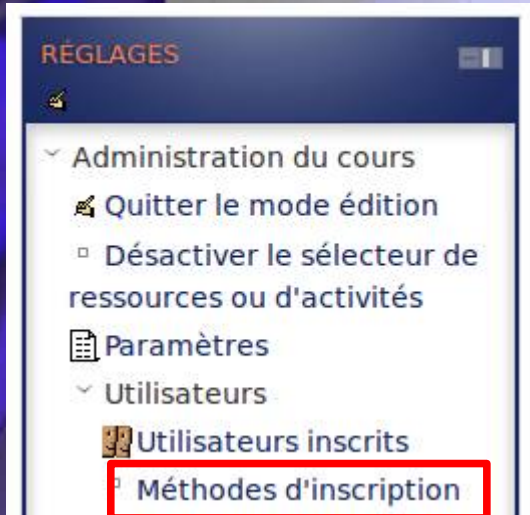 RÉGLAGES
Administration du cours
Quitter le mode édition
Désactiver le sélecteur de
ressources ou d'activités
Paramètres
Utilisateurs
Utilisateurs inscrits
Méthodes d'inscription